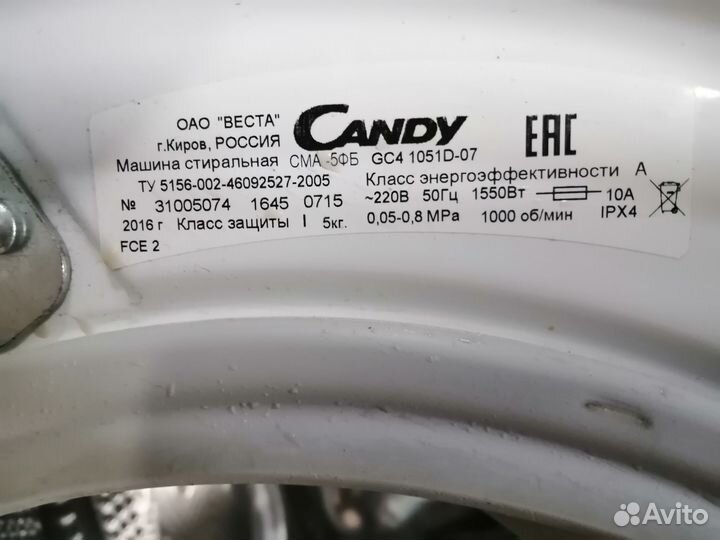 ОАО "ВЕСТА"
г.Киров, РОССИЯ
CANDY
EAC
Машина стиральная СМА -5ФБ GC4 1051D-07
ТУ 5156-002-46092527-2005 Класс энергоэффективности А
№ 31005074 1645 0715 ~220В 50Гц 1550Вт 10А
2016 г Класс защиты I 5кг. 0,05-0,8 MPa 1000 об/мин IPX4
FCE 2
Avito